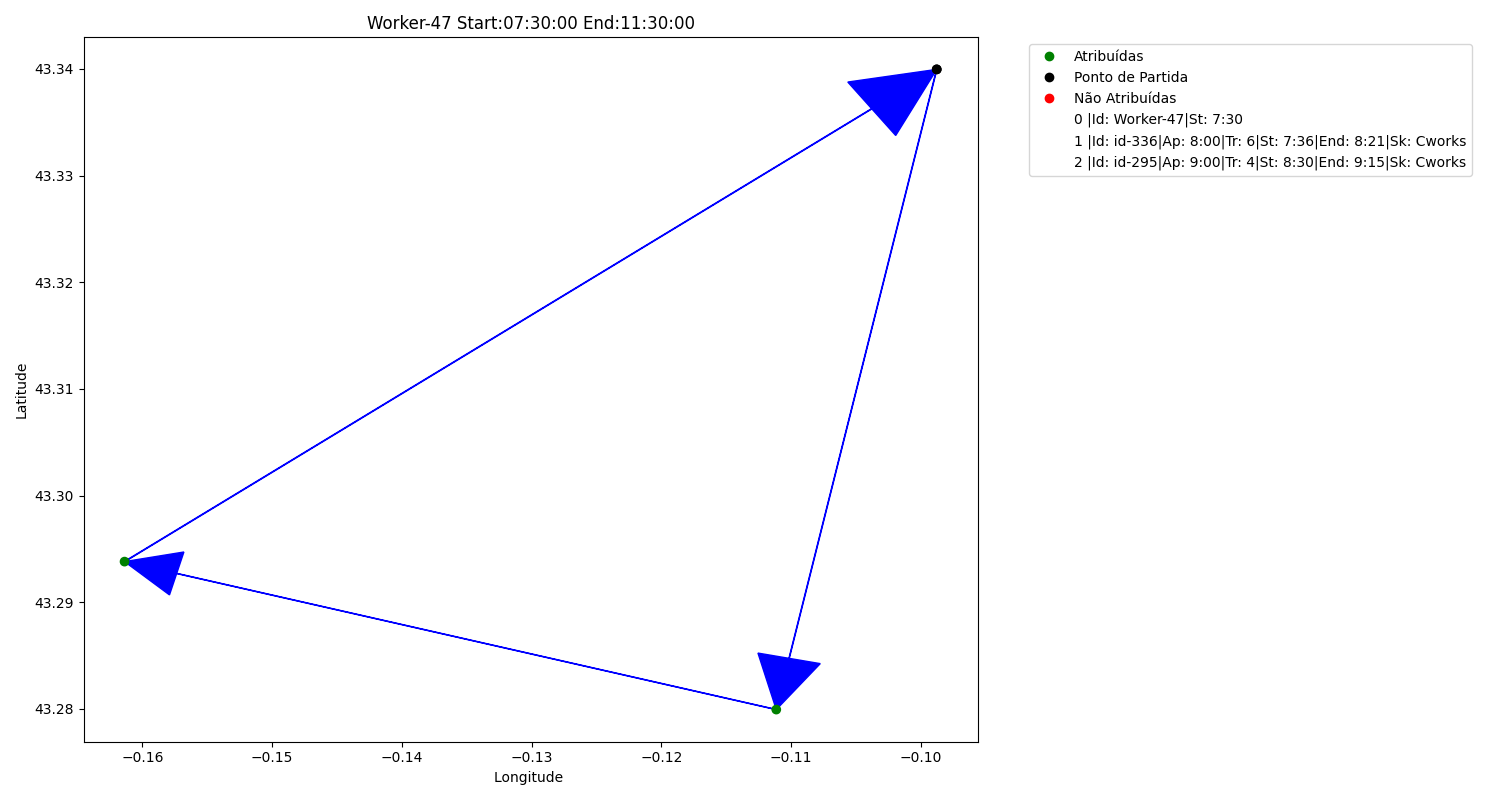 Worker-47 Start:07:30:00 End:11:30:00
43.34
43.33
43.32
43.31
43.30
43.29
43.28
Latitude
−0.16
−0.15
−0.14
−0.13
−0.12
−0.11
−0.10
Longitude
Atribuídas
Ponto de Partida
Não Atribuídas
0 |Id: Worker-47|St: 7:30
1 |Id: id-336|Ap: 8:00|Tr: 6|St: 7:36|End: 8:21|Sk: Cworks
2 |Id: id-295|Ap: 9:00|Tr: 4|St: 8:30|End: 9:15|Sk: Cworks